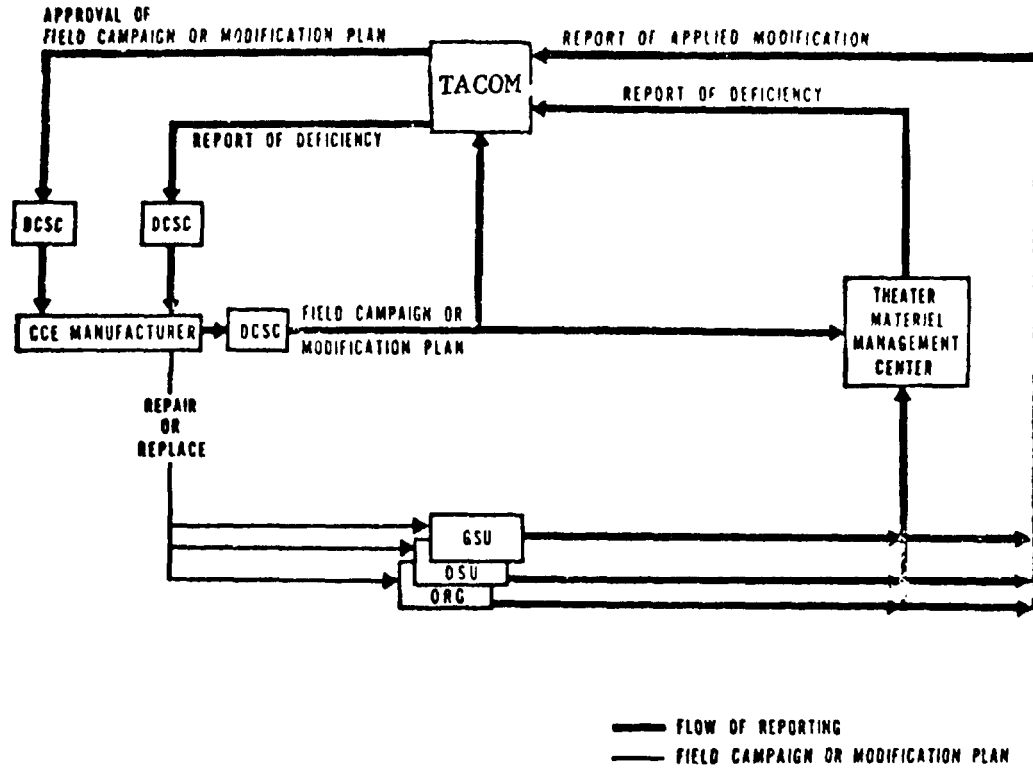 APPROVAL OF
FIELD CAMPAIGN OR MODIFICATION PLAN
REPORT OF APPLIED MODIFICATION
TACOM
REPORT OF DEFICIENCY
REPORT OF DEFICIENCY
DCSC
DCSC
THEATER
MATERIEL
MANAGEMENT
CENTER
CCE MANUFACTURER
DCSC
FIELD CAMPAIGN OR
MODIFICATION PLAN
REPAIR
OR
REPLACE
GSU
DSU
ORG
FLOW OF REPORTING
FIELD CAMPAIGN OR MODIFICATION PLAN